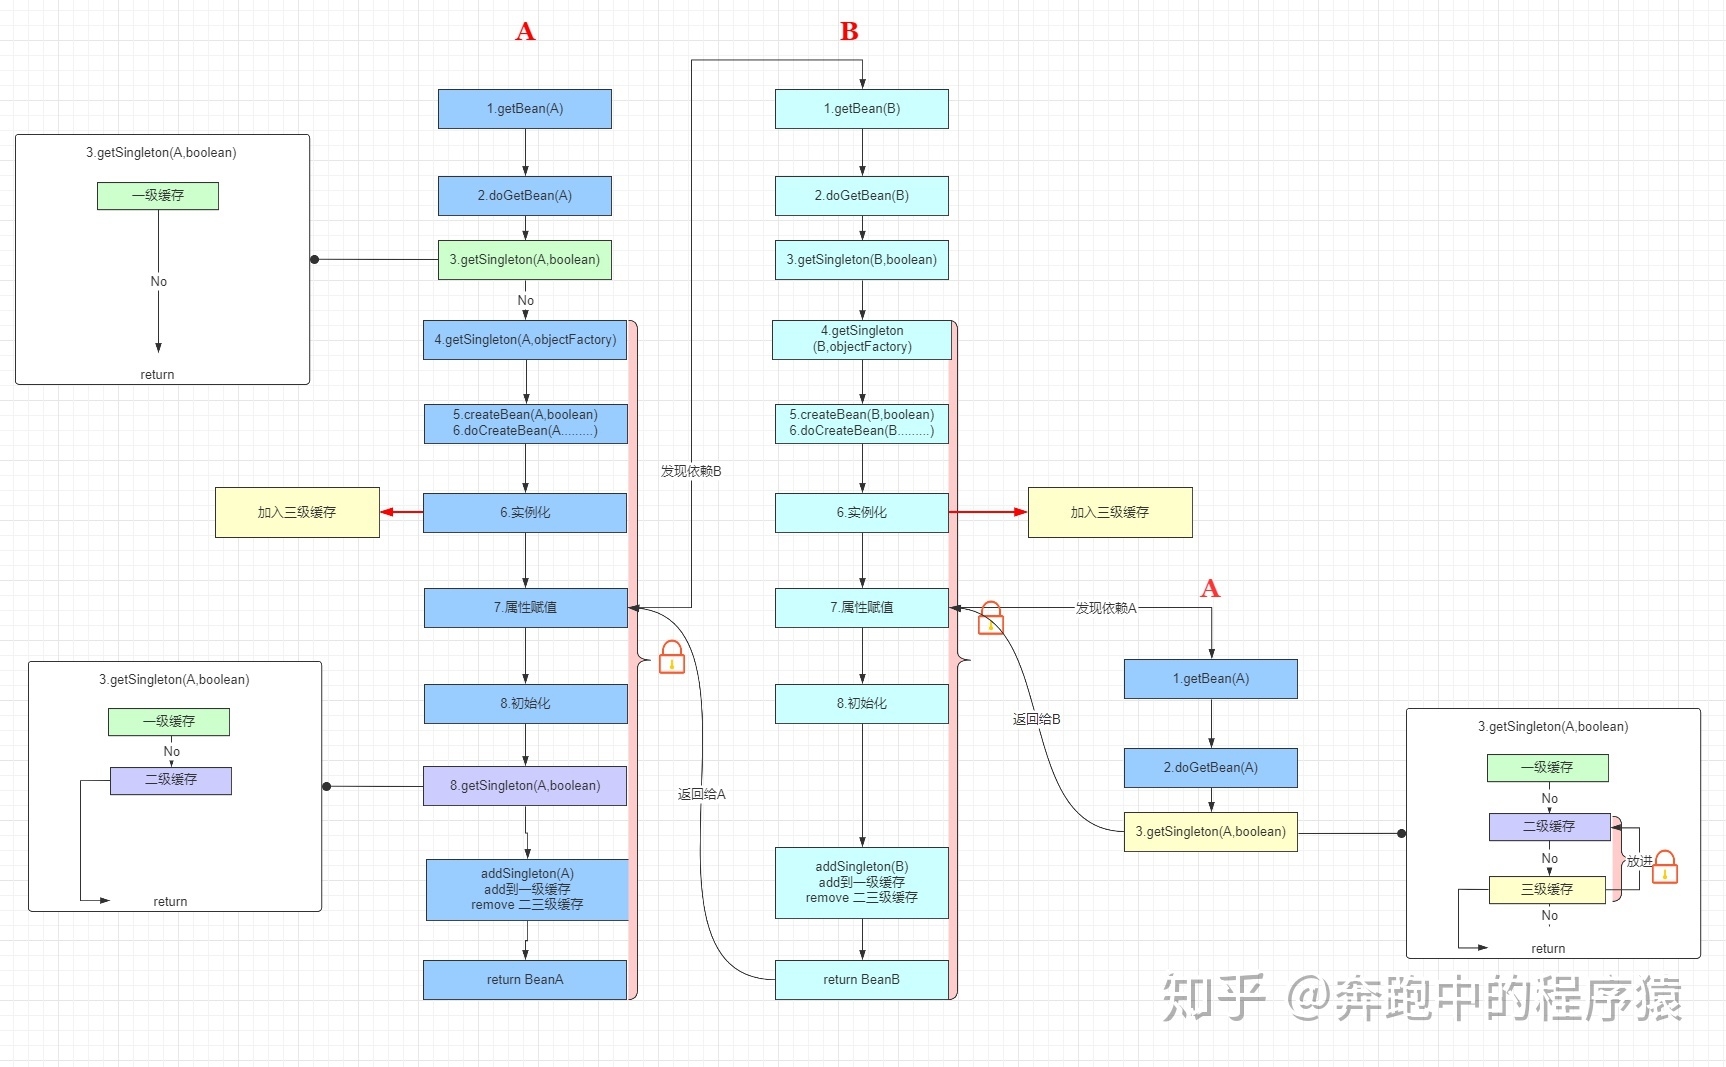 A
B
1.getBean(A)
2.doGetBean(A)
3.getSingleton(A,boolean)
No
4.getSingleton(A,objectFactory)
5.createBean(A,boolean)
6.doCreateBean(A.........)
6.实例化
加入三级缓存
7.属性赋值
8.初始化
8.getSingleton(A,boolean)
addSingleton(A)
add到一级缓存
remove 二三级缓存
return BeanA
3.getSingleton(A,boolean)
一级缓存
No
return
3.getSingleton(A,boolean)
一级缓存
No
二级缓存
return
发现依赖B
返回给A
1.getBean(B)
2.doGetBean(B)
3.getSingleton(B,boolean)
4.getSingleton
(B,objectFactory)
5.createBean(B,boolean)
6.doCreateBean(B.........)
6.实例化
加入三级缓存
7.属性赋值
8.初始化
addSingleton(B)
add到一级缓存
remove 二三级缓存
return BeanB
发现依赖A
返回给B
A
1.getBean(A)
2.doGetBean(A)
3.getSingleton(A,boolean)
3.getSingleton(A,boolean)
一级缓存
No
二级缓存
No
放进
三级缓存
No
return
知乎 @奔跑中的程序猿